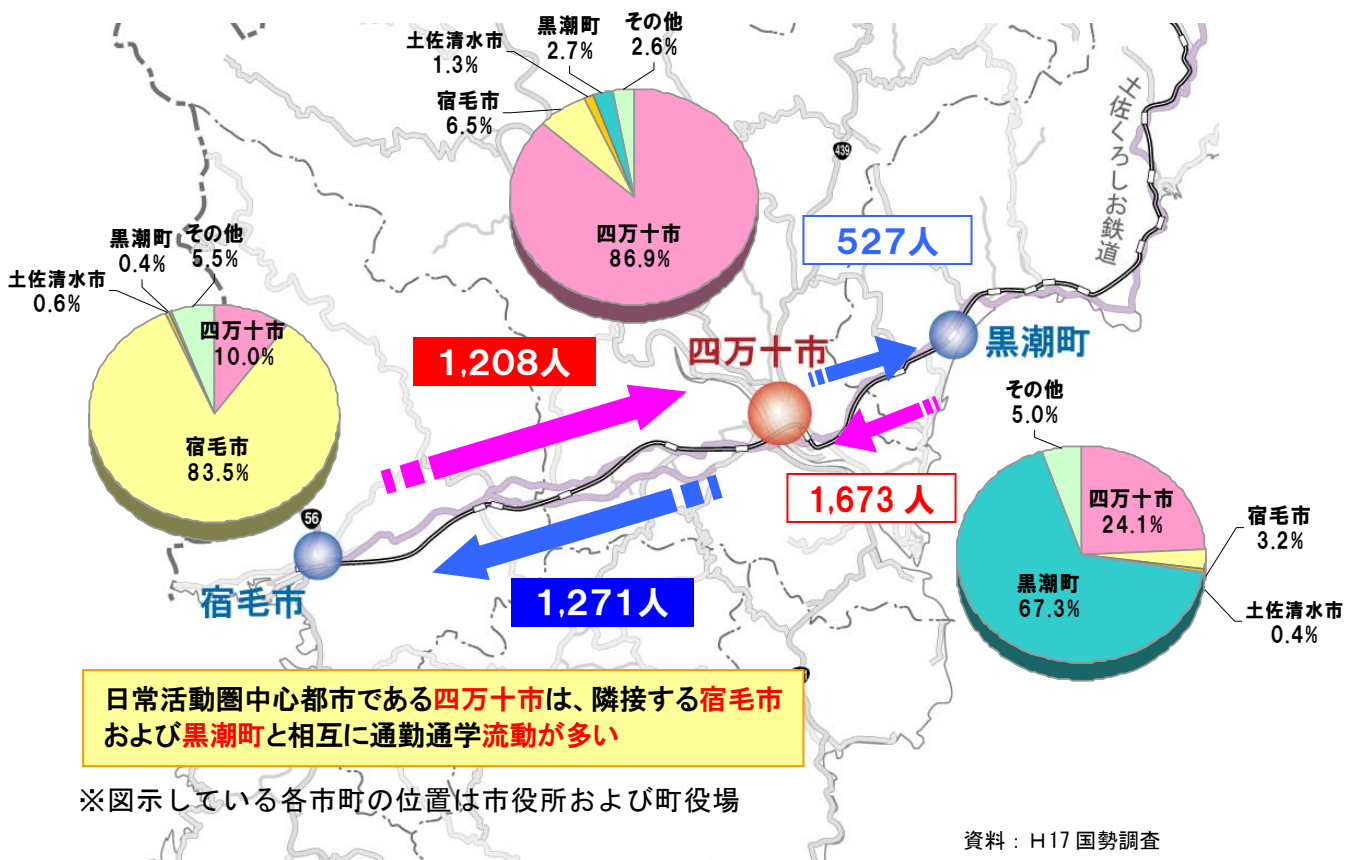 黒潮町
2.7%
その他
2.6%
土佐清水市
1.3%
宿毛市
6.5%
四万十市
86.9%
土佐くろしお鉄道
439
527人
黒潮町
0.4%
その他
5.5%
土佐清水市
0.6%
四万十市
10.0%
宿毛市
83.5%
1,208人
四万十市
黒潮町
その他
5.0%
四万十市
24.1%
宿毛市
3.2%
黒潮町
67.3%
土佐清水市
0.4%
1,673 人
56
宿毛市
1,271人
日常活動圏中心都市である四万十市は、隣接する宿毛市
および黒潮町と相互に通勤通学流動が多い
※図示している各市町の位置は市役所および町役場
資料：H17国勢調査